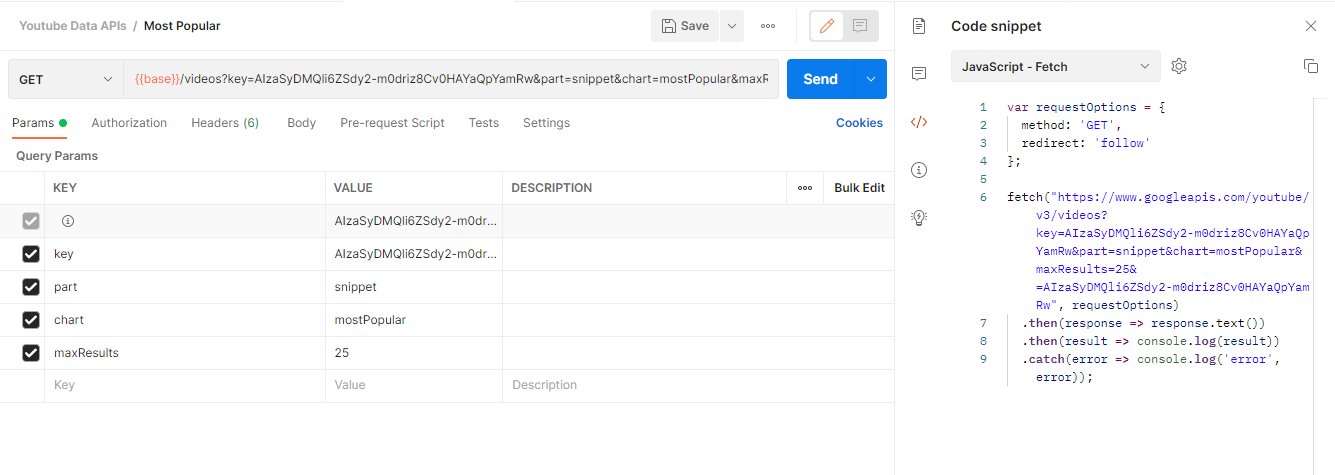 Youtube Data APIs / Most Popular
Save
GET
{{base}}/videos?key=AIzaSyDMQli6ZSdy2-m0driz8Cv0HAYaQpYamRw&part=snippet&chart=mostPopular&maxR
Send
Params Authorization Headers (6) Body Pre-request Script Tests Settings Cookies
Query Params
KEY VALUE DESCRIPTION Bulk Edit
AIzaSyDMQli6ZSdy2-m0dr...
key AIzaSyDMQli6ZSdy2-m0dr...
part snippet
chart mostPopular
maxResults 25
Key Value Description
Code snippet
JavaScript - Fetch
1 var requestOptions = {
2 method: 'GET',
3 redirect: 'follow'
4 };
5
6 fetch("https://www.googleapis.com/youtube/
v3/videos?
key=AIzaSyDMQli6ZSdy2-m0driz8Cv0HAYaQp
YamRw&part=snippet&chart=mostPopular&
maxResults=25&
=AIzaSyDMQli6ZSdy2-m0driz8Cv0HAYaQpYam
Rw", requestOptions)
7 .then(response => response.text())
8 .then(result => console.log(result))
9 .catch(error => console.log('error',
error));